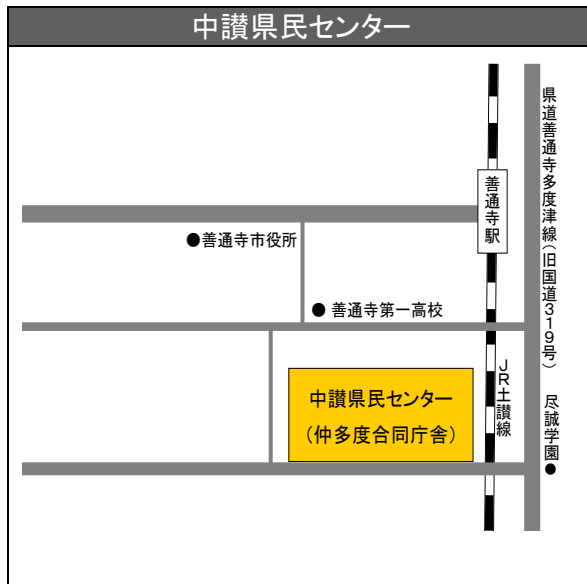 中讃県民センター
県道善通寺多度津線(旧国道319号)
善通寺駅
●善通寺市役所
● 善通寺第一高校
JR土讃線
中讃県民センター
(仲多度合同庁舎)
尽誠学園●